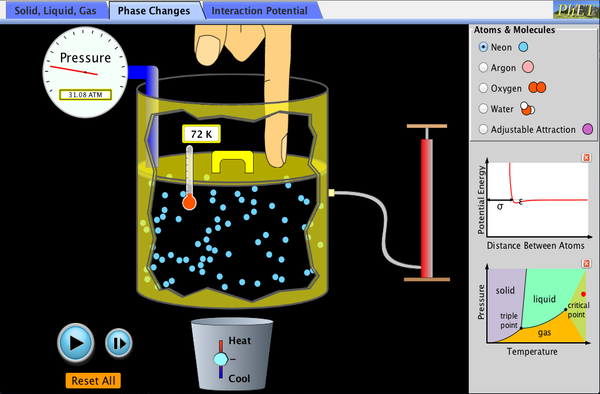 Solid, Liquid, Gas
Phase Changes
Interaction Potential
PhET
Pressure
31.08 ATM
72 K
Heat
Cool
Reset All
Atoms & Molecules
Neon
Argon
Oxygen
Water
Adjustable Attraction
Potential Energy
σ
ε
Distance Between Atoms
Pressure
solid
liquid
critical
point
triple
point
gas
Temperature